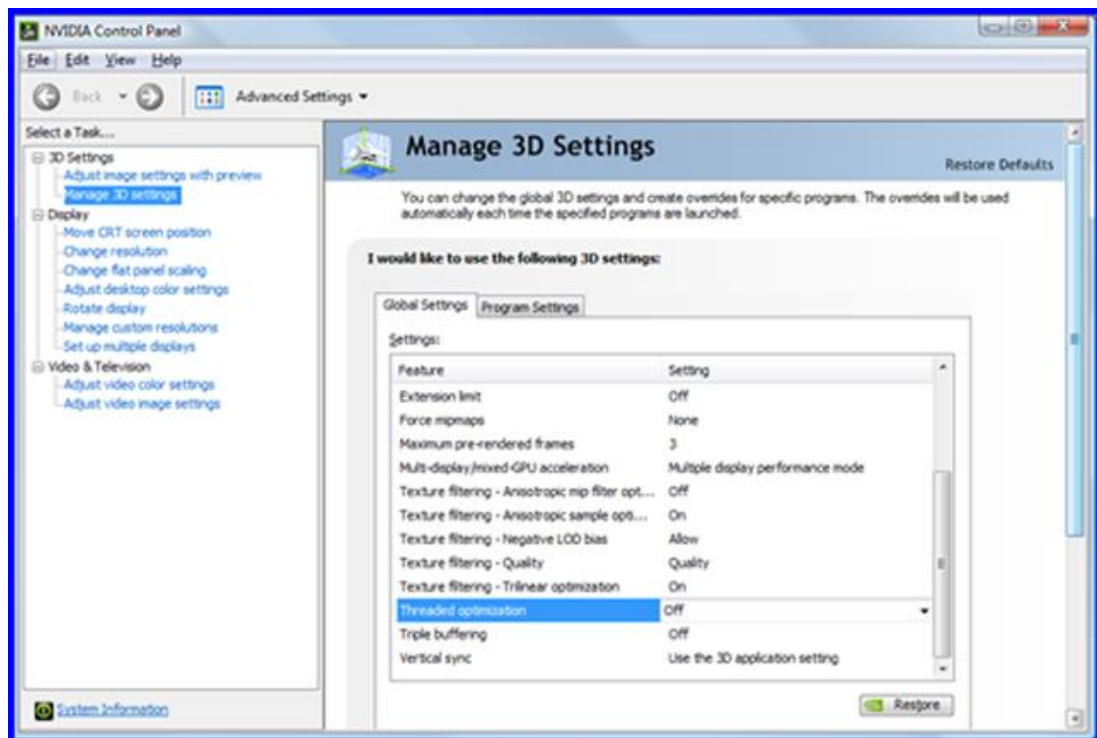 NVIDIA Control Panel
File Edit View Help
Back Advanced Settings
Select a Task...
3D Settings
Adjust image settings with preview
Manage 3D settings
Display
Move CRT screen position
Change resolution
Change flat panel scaling
Adjust desktop color settings
Rotate display
Manage custom resolutions
Set up multiple displays
Video & Television
Adjust video color settings
Adjust video image settings
System Information
Manage 3D Settings
Restore Defaults
You can change the global 3D settings and create overrides for specific programs. The overrides will be used
automatically each time the specified programs are launched.
I would like to use the following 3D settings:
Global Settings Program Settings
Settings:
Feature Setting
Extension limit Off
Force mipmaps None
Maximum pre-rendered frames 3
Multi-display/mixed-GPU acceleration Multiple display performance mode
Texture filtering - Anisotropic mip filter opt... Off
Texture filtering - Anisotropic sample opti... On
Texture filtering - Negative LOD bias Allow
Texture filtering - Quality Quality
Texture filtering - Trilinear optimization On
Threaded optimization Off
Triple buffering Off
Vertical sync Use the 3D application setting
Restore